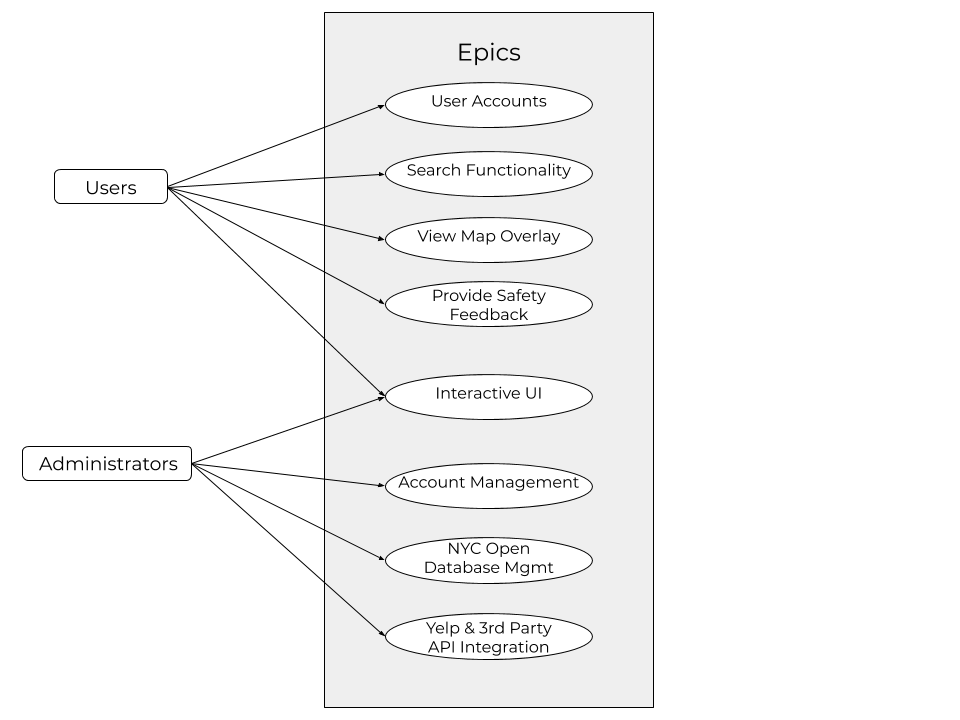 Epics
User Accounts
Search Functionality
Users
View Map Overlay
Provide Safety
Feedback
Interactive UI
Administrators
Account Management
NYC Open
Database Mgmt
Yelp & 3rd Party
API Integration